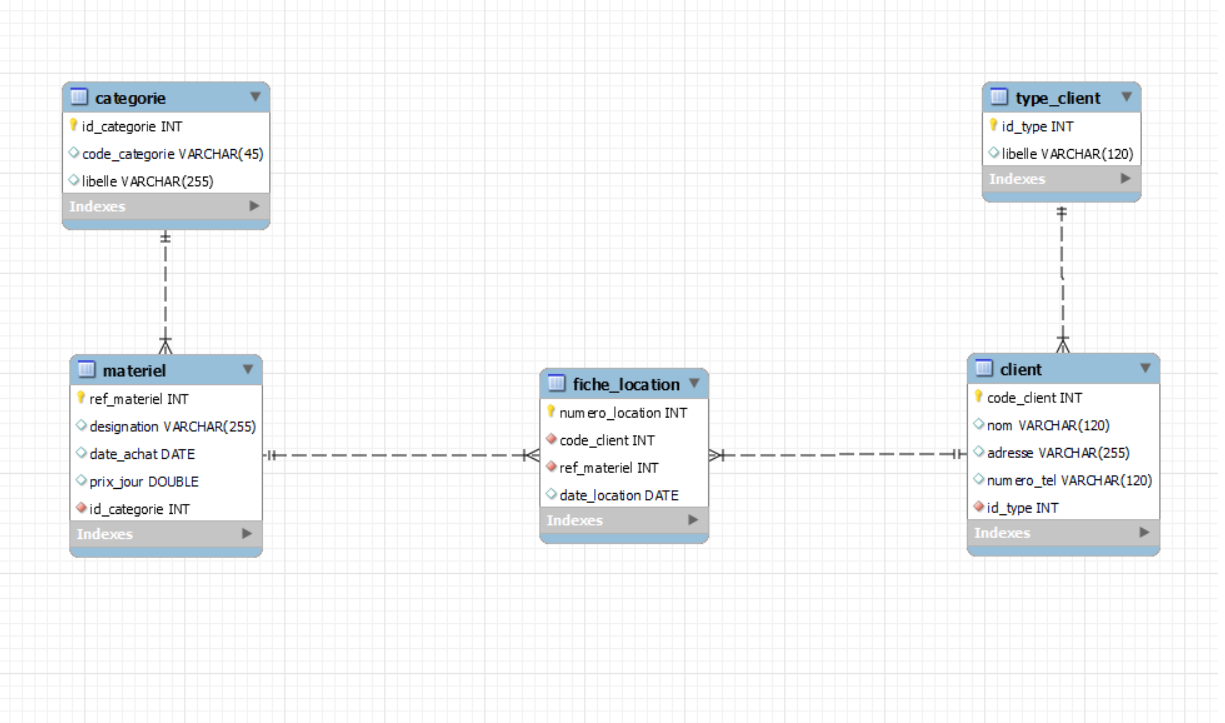 categorie
id_categorie INT
code_categorie VARCHAR(45)
libelle VARCHAR(255)
Indexes
type_client
id_type INT
libelle VARCHAR(120)
Indexes
materiel
ref_materiel INT
designation VARCHAR(255)
date_achat DATE
prix_jour DOUBLE
id_categorie INT
Indexes
fiche_location
numero_location INT
code_client INT
ref_materiel INT
date_location DATE
Indexes
client
code_client INT
nom VARCHAR(120)
adresse VARCHAR(255)
numero_tel VARCHAR(120)
id_type INT
Indexes